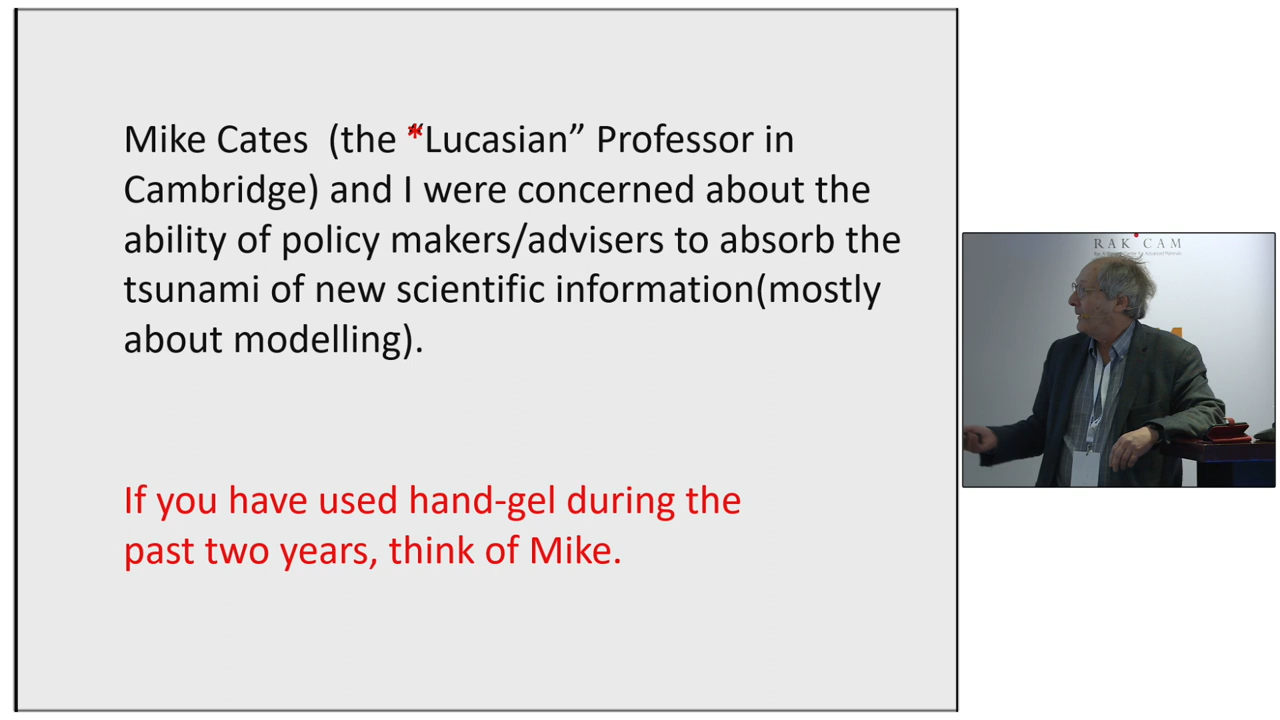 Mike Cates  (the “Lucasian” Professor in
Cambridge) and I were concerned about the
ability of policy makers/advisers to absorb the
tsunami of new scientific information(mostly
about modelling).
If you have used hand-gel during the
past two years, think of Mike.
RAK CAM